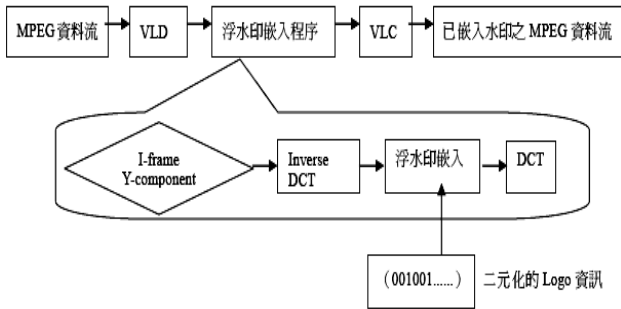 MPEG 資料流
VLD
浮水印嵌入程序
VLC
已嵌入水印之 MPEG 資料流
I-frame
Y-component
Inverse
DCT
浮水印嵌入
DCT
（001001......）
二元化的 Logo 資訊